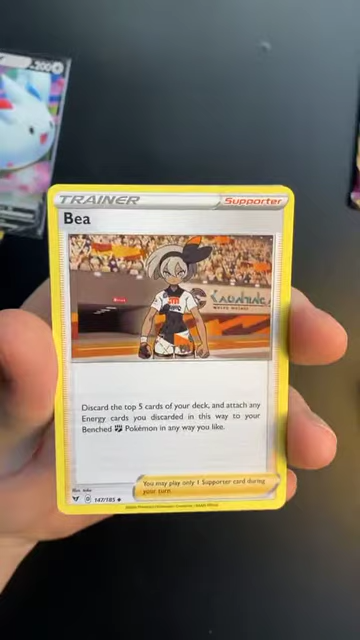 200
TRAINER Supporter
Bea
Discard the top 5 cards of your deck, and attach any
Energy cards you discarded in this way to your
Benched Pokémon in any way you like.
You may play only 1 Supporter card during
your turn.
147/185